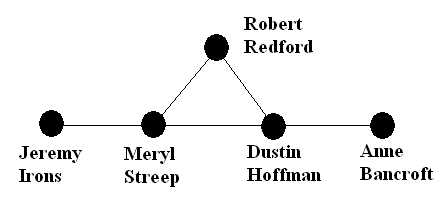 Robert
Redford
Jeremy
Irons
Meryl
Streep
Dustin
Hoffman
Anne
Bancroft